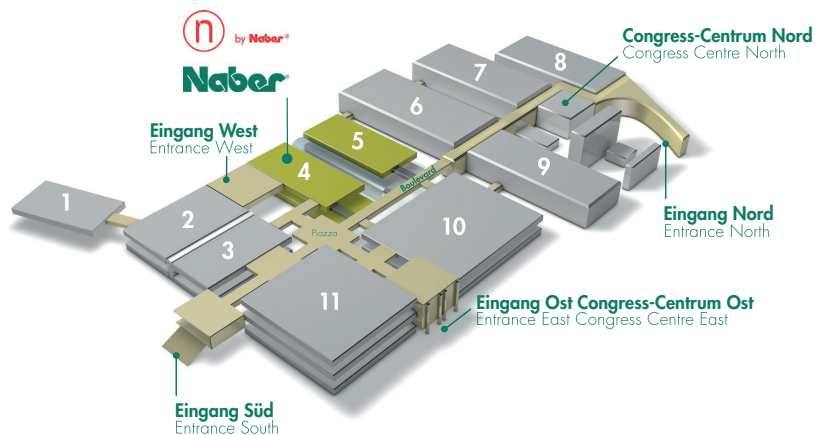 n
by Naber®
Naber®
Congress-Centrum Nord
Congress Centre North
8
7
6
Eingang West
Entrance West
5
4
Boulevard
9
1
2
3
Piazza
10
Eingang Nord
Entrance North
11
Eingang Ost Congress-Centrum Ost
Entrance East Congress Centre East
Eingang Süd
Entrance South